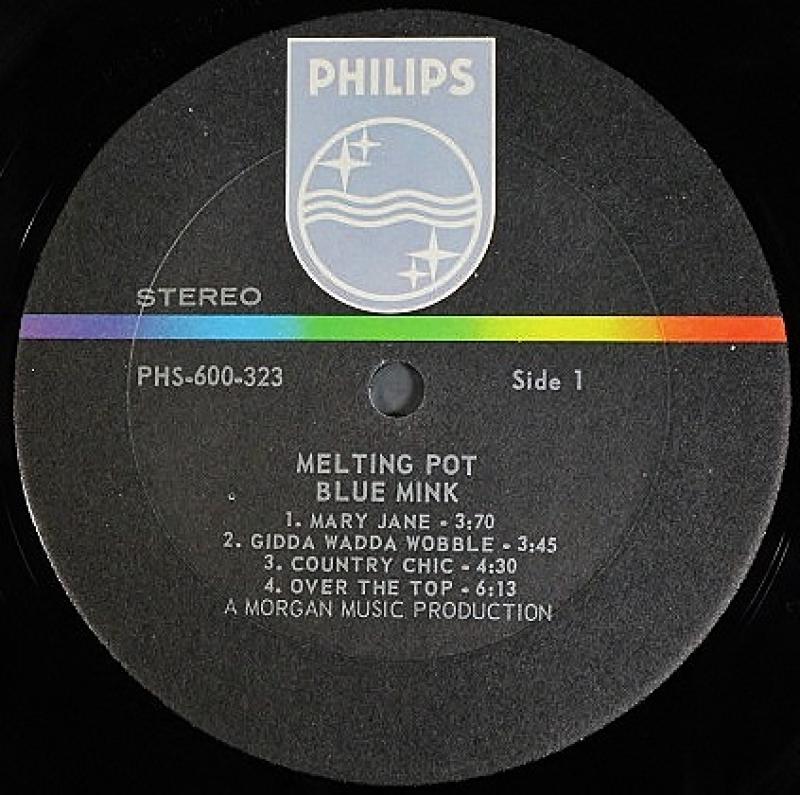 PHILIPS
STEREO
PHS-600-323
Side 1
MELTING POT
BLUE MINK
1. MARY JANE - 3:70
2. GIDDA WADDA WOBBLE - 3:45
3. COUNTRY CHIC - 4:30
4. OVER THE TOP - 6:13
A MORGAN MUSIC PRODUCTION